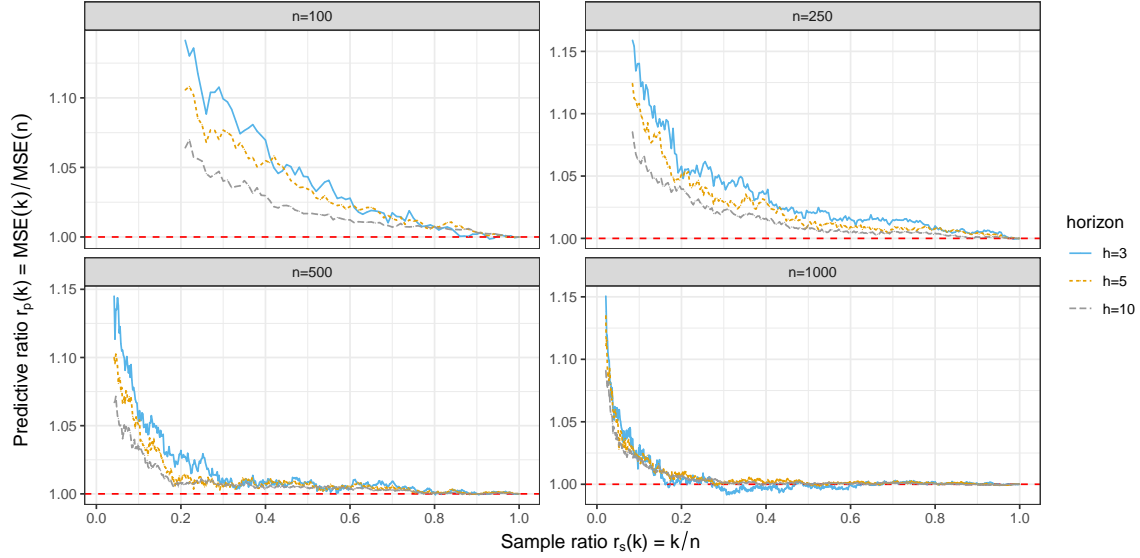 n=100
n=250
1.10
1.05
1.00
1.15
1.10
1.05
1.00
n=500
n=1000
1.15
1.10
1.05
1.00
1.15
1.10
1.05
1.00
0.0 0.2 0.4 0.6 0.8 1.0
0.0 0.2 0.4 0.6 0.8 1.0
Sample ratio r_s(k) = k/n
Predictive ratio r_p(k) = MSE(k)/MSE(n)
horizon
h=3
h=5
h=10